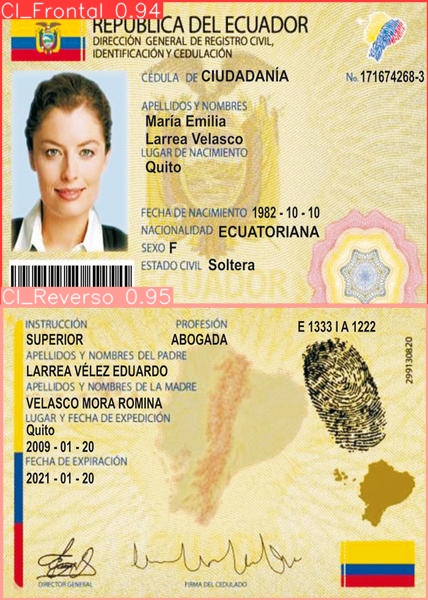 CI_Frontal 0.94
REPÚBLICA DEL ECUADOR
DIRECCIÓN GENERAL DE REGISTRO CIVIL,
IDENTIFICACIÓN Y CEDULACIÓN
CÉDULA DE CIUDADANÍA
No. 171674268-3
APELLIDOS Y NOMBRES
María Emilia
Larrea Velasco
LUGAR DE NACIMIENTO
Quito
FECHA DE NACIMIENTO 1982 - 10 - 10
NACIONALIDAD ECUATORIANA
SEXO F
ESTADO CIVIL Soltera
ECUADOR
CI_Reverso 0.95
INSTRUCCIÓN PROFESIÓN E 1333 I A 1222
SUPERIOR ABOGADA
APELLIDOS Y NOMBRES DEL PADRE
LARREA VÉLEZ EDUARDO
APELLIDOS Y NOMBRES DE LA MADRE
VELASCO MORA ROMINA
LUGAR Y FECHA DE EXPEDICIÓN
Quito
2009 - 01 - 20
FECHA DE EXPIRACIÓN
2021 - 01 - 20
299130820
DIRECTOR GENERAL FIRMA DEL CEDULADO